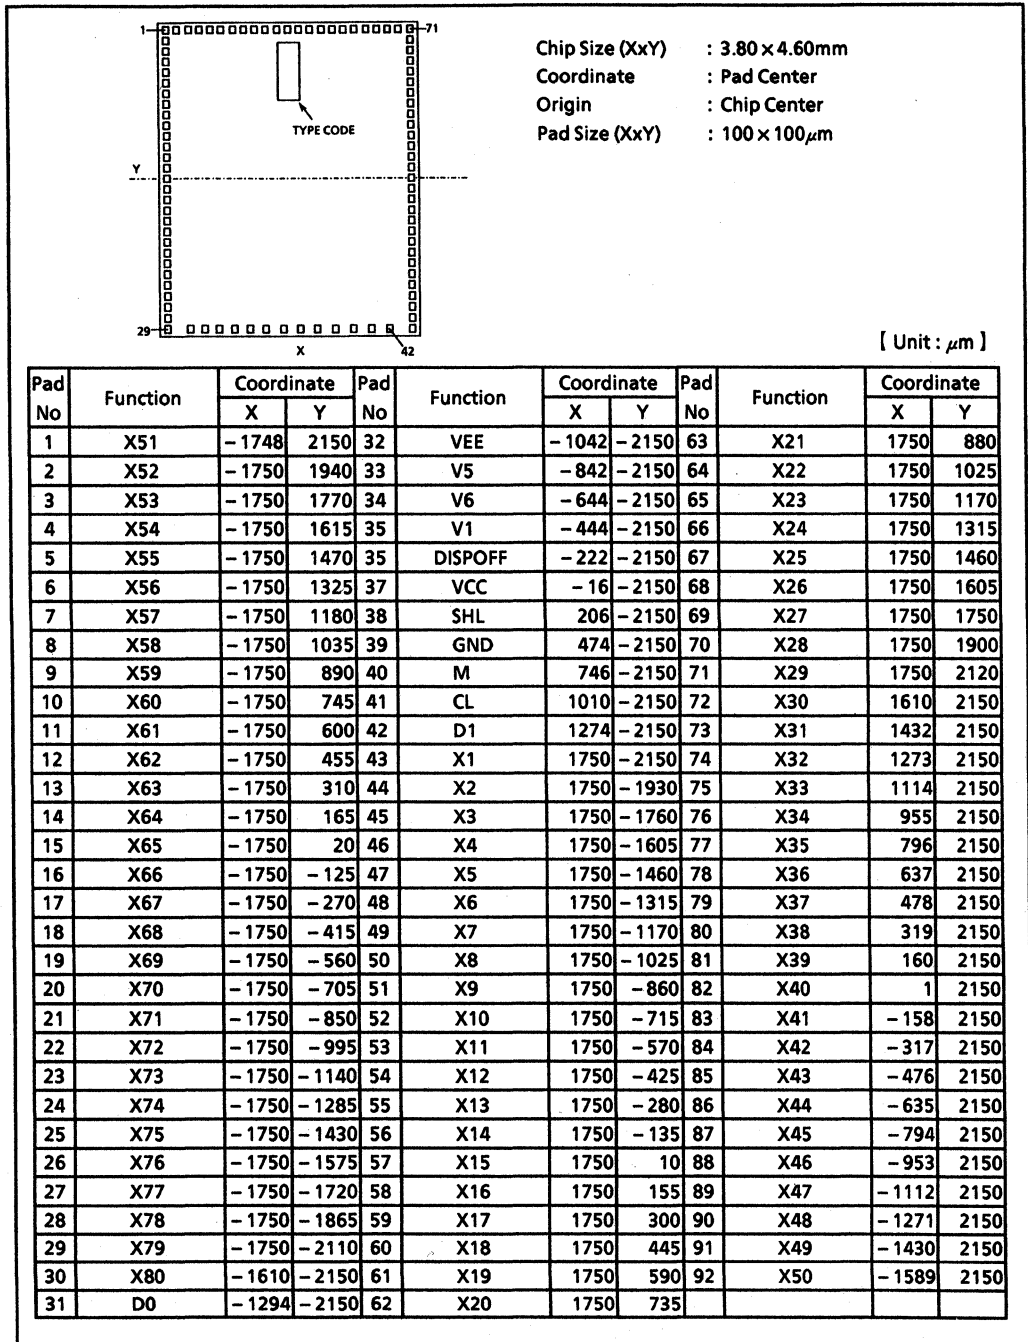 1 71
Chip Size (XxY) : 3.80 × 4.60mm
Coordinate : Pad Center
Origin : Chip Center
Pad Size (XxY) : 100 × 100μm
TYPE CODE
Y
29 42
X
【 Unit : μm 】
Pad No Function Coordinate X Y Pad No Function Coordinate X Y Pad No Function Coordinate X Y
1 X51 −1748 2150 32 VEE −1042 −2150 63 X21 1750 880
2 X52 −1750 1940 33 V5 −842 −2150 64 X22 1750 1025
3 X53 −1750 1770 34 V6 −644 −2150 65 X23 1750 1170
4 X54 −1750 1615 35 V1 −444 −2150 66 X24 1750 1315
5 X55 −1750 1470 35 DISPOFF −222 −2150 67 X25 1750 1460
6 X56 −1750 1325 37 VCC −16 −2150 68 X26 1750 1605
7 X57 −1750 1180 38 SHL 206 −2150 69 X27 1750 1750
8 X58 −1750 1035 39 GND 474 −2150 70 X28 1750 1900
9 X59 −1750 890 40 M 746 −2150 71 X29 1750 2120
10 X60 −1750 745 41 CL 1010 −2150 72 X30 1610 2150
11 X61 −1750 600 42 D1 1274 −2150 73 X31 1432 2150
12 X62 −1750 455 43 X1 1750 −2150 74 X32 1273 2150
13 X63 −1750 310 44 X2 1750 −1930 75 X33 1114 2150
14 X64 −1750 165 45 X3 1750 −1760 76 X34 955 2150
15 X65 −1750 20 46 X4 1750 −1605 77 X35 796 2150
16 X66 −1750 −125 47 X5 1750 −1460 78 X36 637 2150
17 X67 −1750 −270 48 X6 1750 −1315 79 X37 478 2150
18 X68 −1750 −415 49 X7 1750 −1170 80 X38 319 2150
19 X69 −1750 −560 50 X8 1750 −1025 81 X39 160 2150
20 X70 −1750 −705 51 X9 1750 −860 82 X40 1 2150
21 X71 −1750 −850 52 X10 1750 −715 83 X41 −158 2150
22 X72 −1750 −995 53 X11 1750 −570 84 X42 −317 2150
23 X73 −1750 −1140 54 X12 1750 −425 85 X43 −476 2150
24 X74 −1750 −1285 55 X13 1750 −280 86 X44 −635 2150
25 X75 −1750 −1430 56 X14 1750 −135 87 X45 −794 2150
26 X76 −1750 −1575 57 X15 1750 10 88 X46 −953 2150
27 X77 −1750 −1720 58 X16 1750 155 89 X47 −1112 2150
28 X78 −1750 −1865 59 X17 1750 300 90 X48 −1271 2150
29 X79 −1750 −2110 60 X18 1750 445 91 X49 −1430 2150
30 X80 −1610 −2150 61 X19 1750 590 92 X50 −1589 2150
31 D0 −1294 −2150 62 X20 1750 735